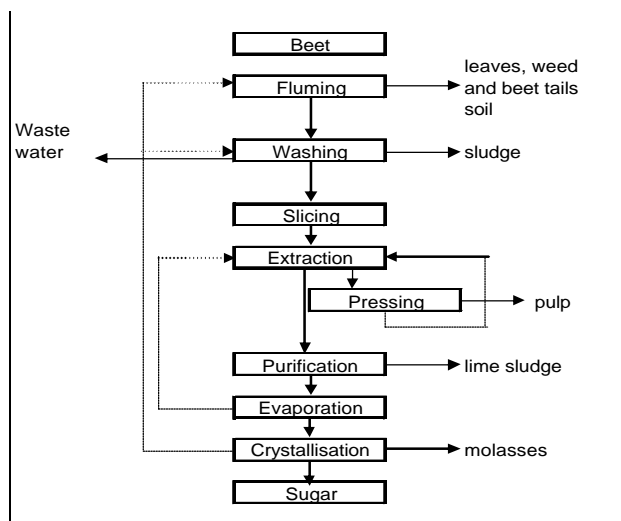 Beet
Fluming
leaves, weed
and beet tails
soil
Waste
water
Washing
sludge
Slicing
Extraction
Pressing
pulp
Purification
lime sludge
Evaporation
Crystallisation
molasses
Sugar